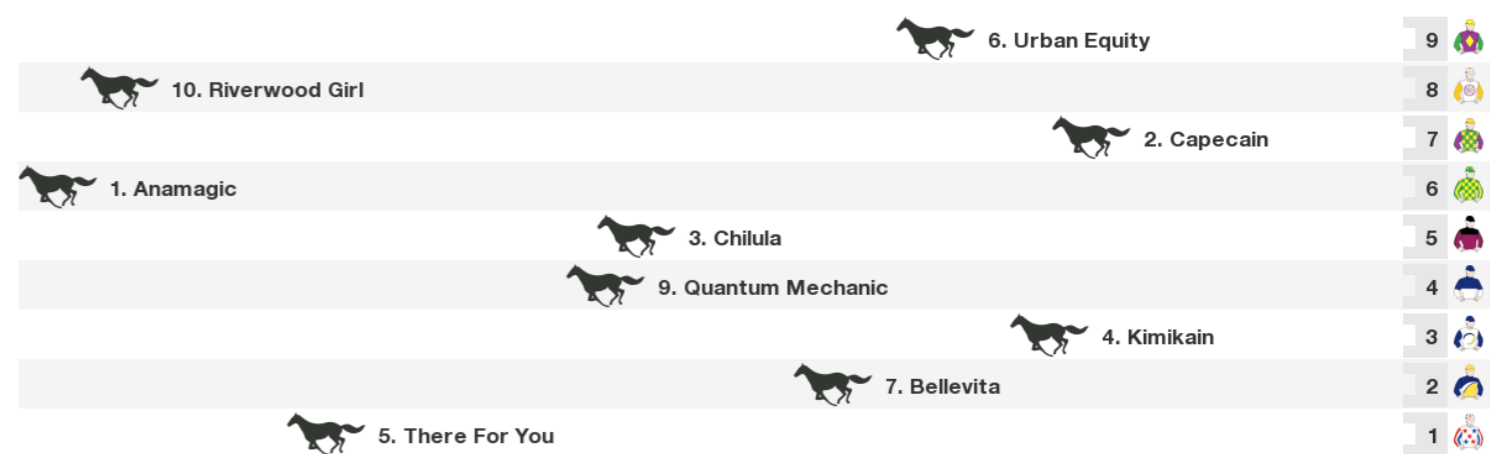 6. Urban Equity 9
10. Riverwood Girl 8
2. Capecain 7
1. Anamagic 6
3. Chilula 5
9. Quantum Mechanic 4
4. Kimikain 3
7. Bellevita 2
5. There For You 1